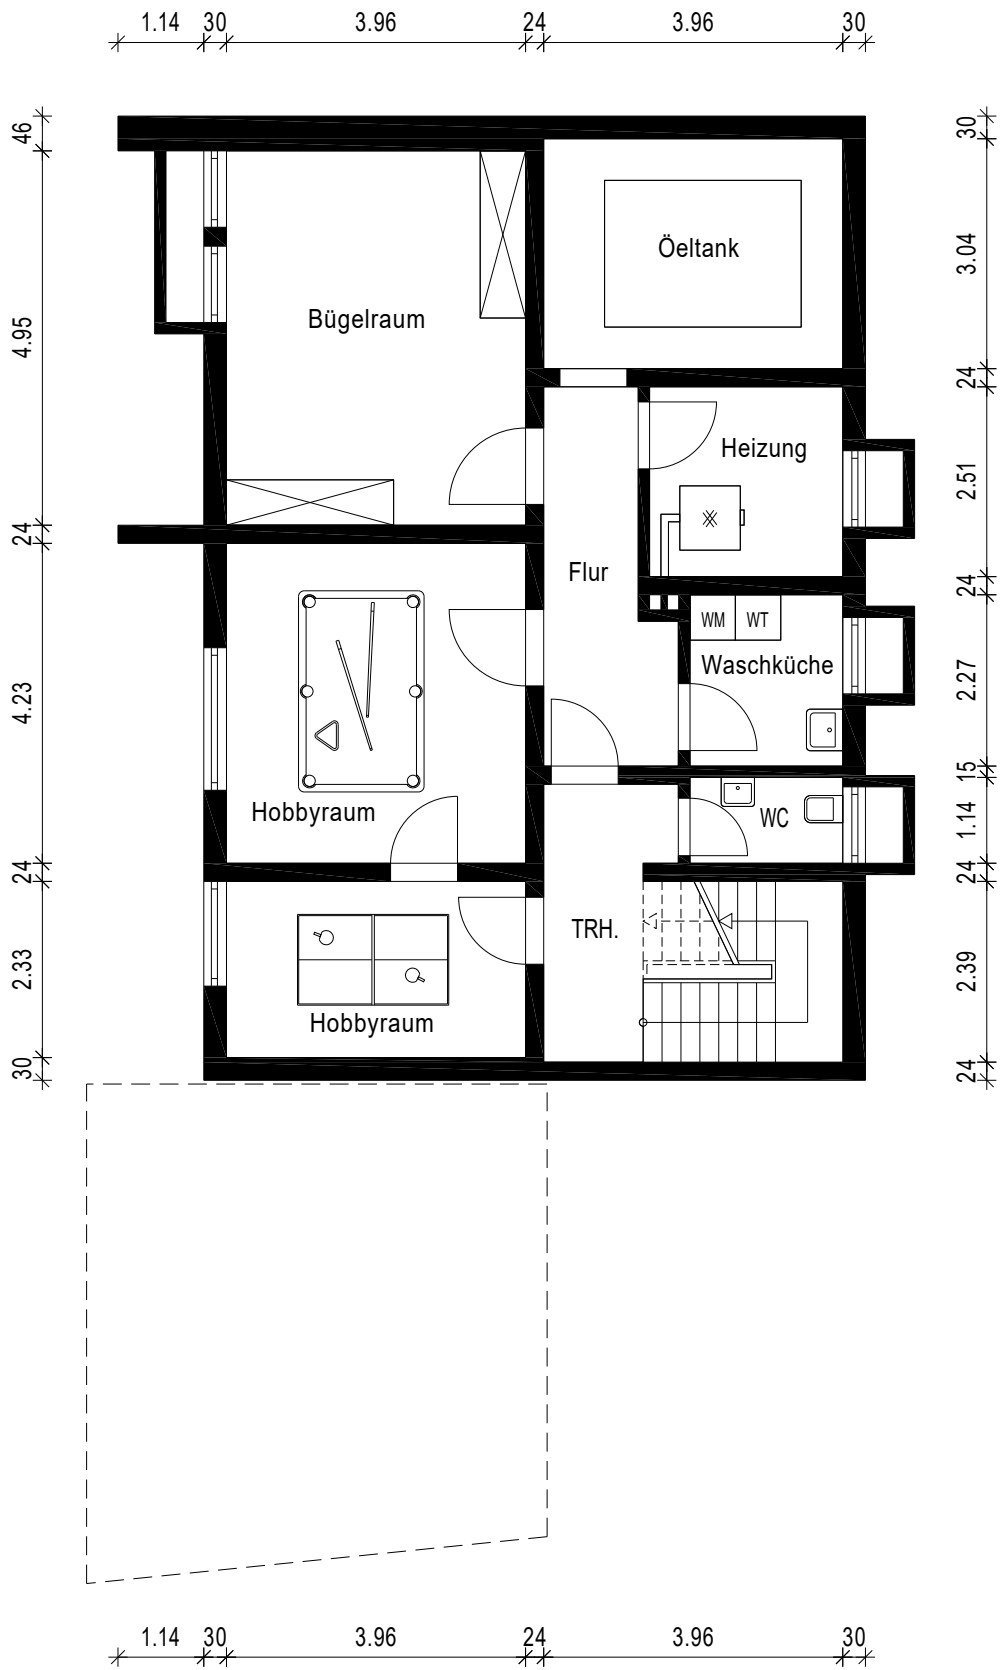 1.14 30 3.96 24 3.96 30
46
30
Öeltank
3.04
Bügelraum
4.95
24
Heizung
2.51
24
Flur
24
WM WT
Waschküche
2.27
4.23
15
Hobbyraum
WC
1.14
24
24
TRH.
2.33
2.39
Hobbyraum
30
24
1.14 30 3.96 24 3.96 30